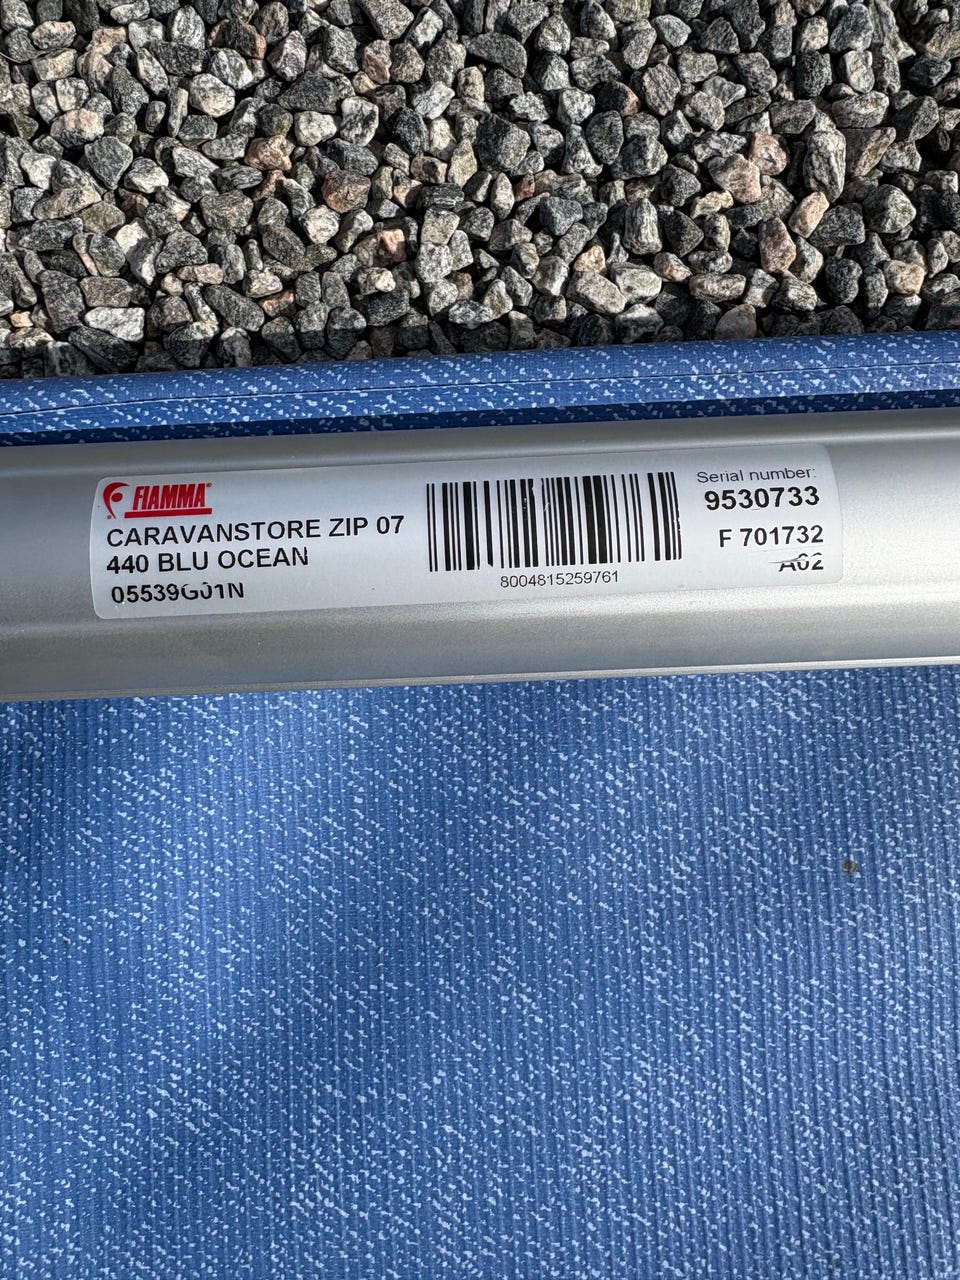 FIAMMA
CARAVANSTORE ZIP 07
440 BLU OCEAN
05539G01N
8004815259761
Serial number:
9530733
F 701732
A02